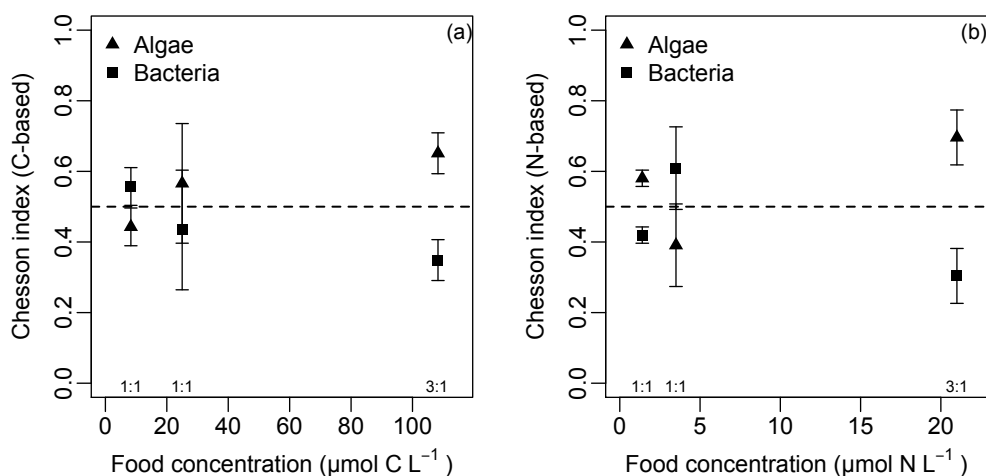 (a)
Algae
Bacteria
Chesson index (C-based)
1.0
0.8
0.6
0.4
0.2
0.0
1:1 1:1 3:1
0 20 40 60 80 100
Food concentration (µmol C L⁻¹)
(b)
Algae
Bacteria
Chesson index (N-based)
1.0
0.8
0.6
0.4
0.2
0.0
1:1 1:1 3:1
0 5 10 15 20
Food concentration (µmol N L⁻¹)